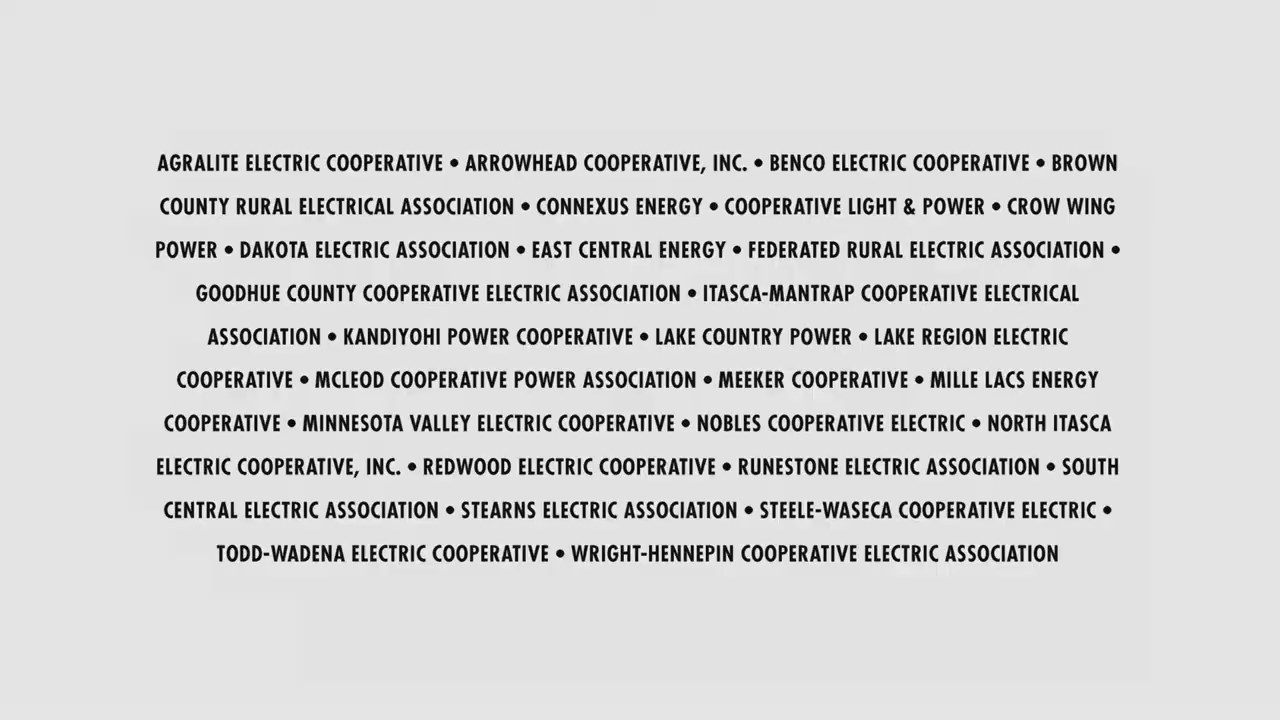 AGRALITE ELECTRIC COOPERATIVE • ARROWHEAD COOPERATIVE, INC. • BENCO ELECTRIC COOPERATIVE • BROWN
COUNTY RURAL ELECTRICAL ASSOCIATION • CONNEXUS ENERGY • COOPERATIVE LIGHT & POWER • CROW WING
POWER • DAKOTA ELECTRIC ASSOCIATION • EAST CENTRAL ENERGY • FEDERATED RURAL ELECTRIC ASSOCIATION •
GOODHUE COUNTY COOPERATIVE ELECTRIC ASSOCIATION • ITASCA-MANTRAP COOPERATIVE ELECTRICAL
ASSOCIATION • KANDIYOHI POWER COOPERATIVE • LAKE COUNTRY POWER • LAKE REGION ELECTRIC
COOPERATIVE • MCLEOD COOPERATIVE POWER ASSOCIATION • MEEKER COOPERATIVE • MILLE LACS ENERGY
COOPERATIVE • MINNESOTA VALLEY ELECTRIC COOPERATIVE • NOBLES COOPERATIVE ELECTRIC • NORTH ITASCA
ELECTRIC COOPERATIVE, INC. • REDWOOD ELECTRIC COOPERATIVE • RUNESTONE ELECTRIC ASSOCIATION • SOUTH
CENTRAL ELECTRIC ASSOCIATION • STEARNS ELECTRIC ASSOCIATION • STEELE-WASECA COOPERATIVE ELECTRIC •
TODD-WADENA ELECTRIC COOPERATIVE • WRIGHT-HENNEPIN COOPERATIVE ELECTRIC ASSOCIATION